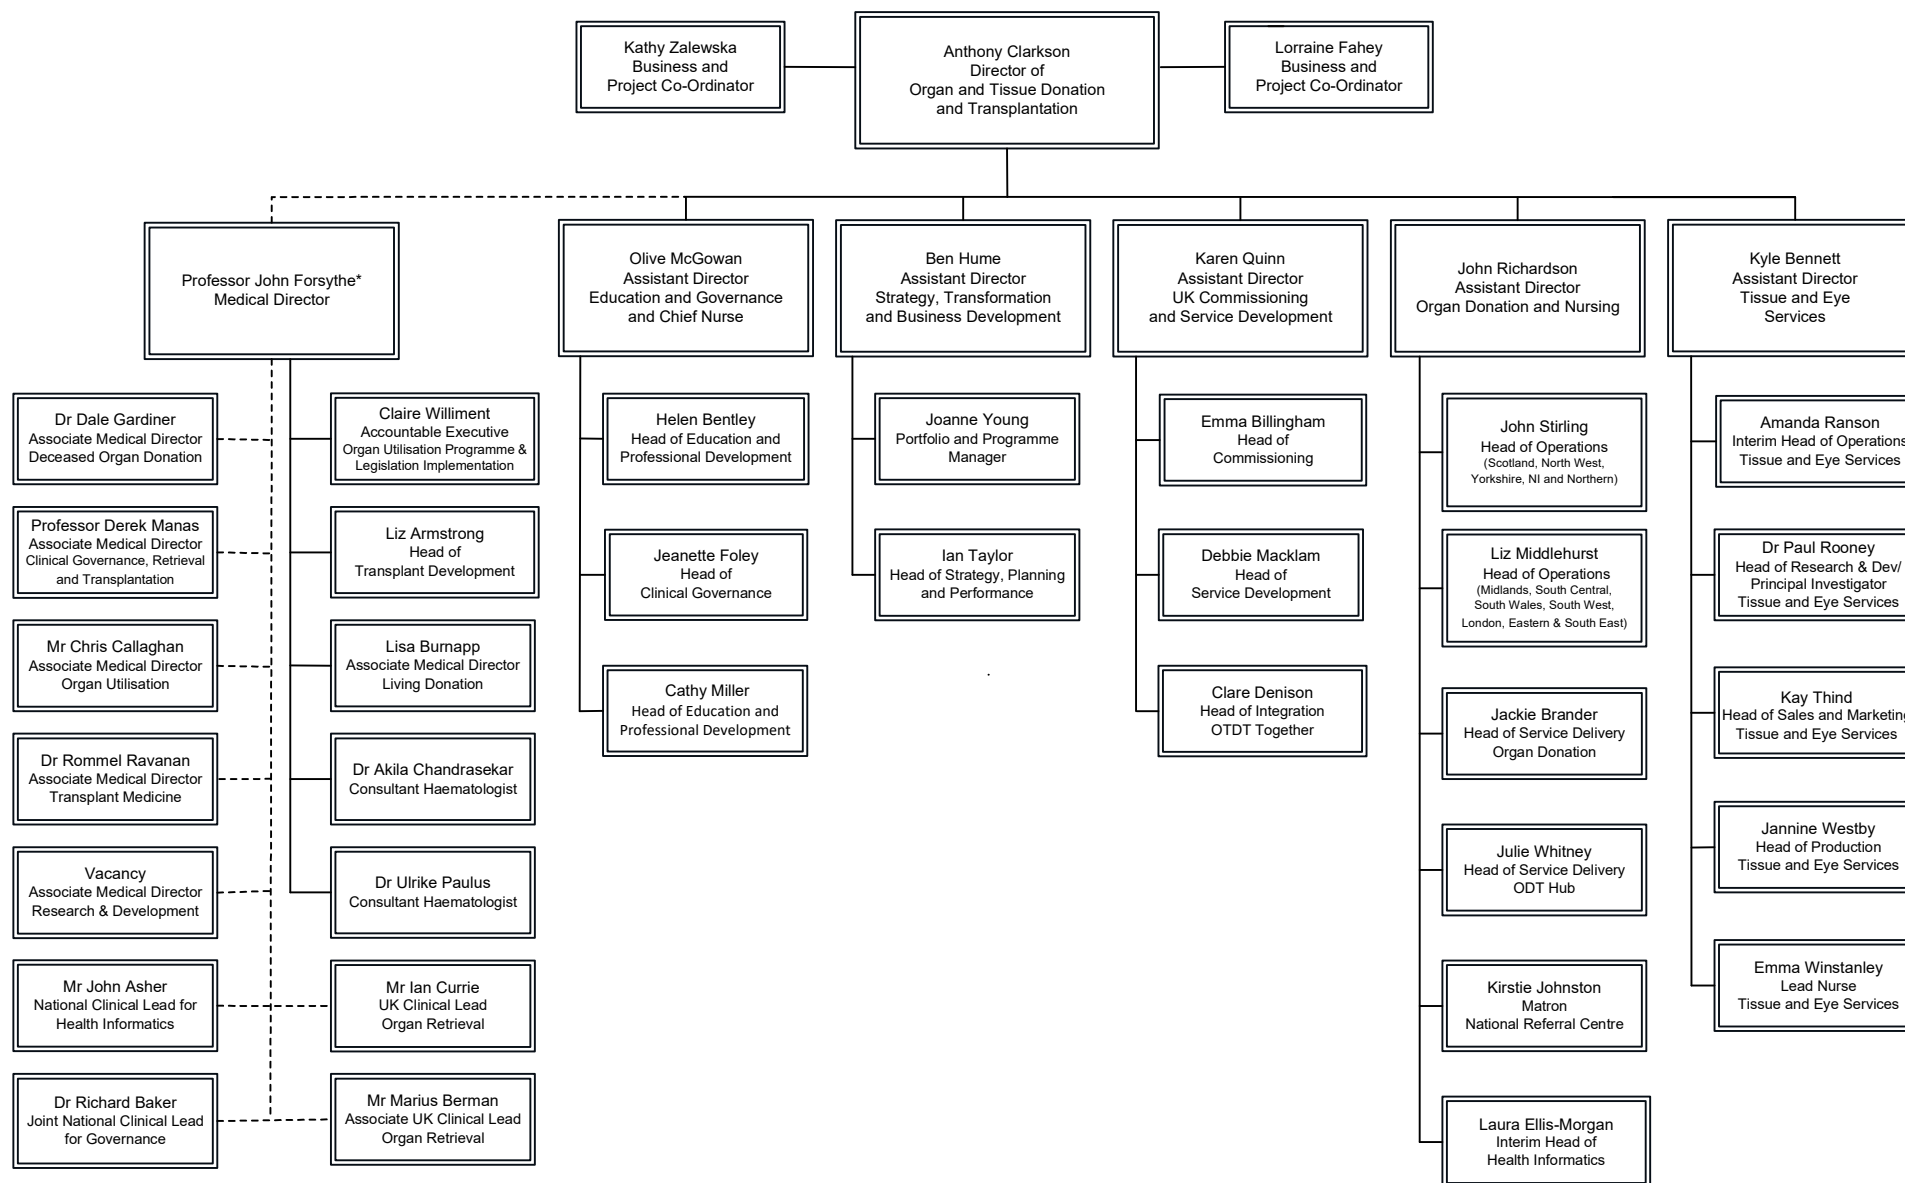 Kathy Zalewska
Business and
Project Co-Ordinator
Anthony Clarkson
Director of
Organ and Tissue Donation
and Transplantation
Lorraine Fahey
Business and
Project Co-Ordinator
Professor John Forsythe*
Medical Director
Olive McGowan
Assistant Director
Education and Governance
and Chief Nurse
Ben Hume
Assistant Director
Strategy, Transformation
and Business Development
Karen Quinn
Assistant Director
UK Commissioning
and Service Development
John Richardson
Assistant Director
Organ Donation and Nursing
Kyle Bennett
Assistant Director
Tissue and Eye
Services
Dr Dale Gardiner
Associate Medical Director
Deceased Organ Donation
Professor Derek Manas
Associate Medical Director
Clinical Governance, Retrieval
and Transplantation
Mr Chris Callaghan
Associate Medical Director
Organ Utilisation
Dr Rommel Ravanan
Associate Medical Director
Transplant Medicine
Vacancy
Associate Medical Director
Research & Development
Mr John Asher
National Clinical Lead for
Health Informatics
Dr Richard Baker
Joint National Clinical Lead
for Governance
Claire Williment
Accountable Executive
Organ Utilisation Programme &
Legislation Implementation
Liz Armstrong
Head of
Transplant Development
Lisa Burnapp
Associate Medical Director
Living Donation
Dr Akila Chandrasekar
Consultant Haematologist
Dr Ulrike Paulus
Consultant Haematologist
Mr Ian Currie
UK Clinical Lead
Organ Retrieval
Mr Marius Berman
Associate UK Clinical Lead
Organ Retrieval
Helen Bentley
Head of Education and
Professional Development
Jeanette Foley
Head of
Clinical Governance
Cathy Miller
Head of Education and
Professional Development
Joanne Young
Portfolio and Programme
Manager
Ian Taylor
Head of Strategy, Planning
and Performance
Emma Billingham
Head of
Commissioning
Debbie Macklam
Head of
Service Development
Clare Denison
Head of Integration
OTDT Together
John Stirling
Head of Operations
(Scotland, North West,
Yorkshire, NI and Northern)
Liz Middlehurst
Head of Operations
(Midlands, South Central,
South Wales, South West,
London, Eastern & South East)
Jackie Brander
Head of Service Delivery
Organ Donation
Julie Whitney
Head of Service Delivery
ODT Hub
Kirstie Johnston
Matron
National Referral Centre
Laura Ellis-Morgan
Interim Head of
Health Informatics
Amanda Ranson
Interim Head of Operations
Tissue and Eye Services
Dr Paul Rooney
Head of Research & Dev/
Principal Investigator
Tissue and Eye Services
Kay Thind
Head of Sales and Marketing
Tissue and Eye Services
Jannine Westby
Head of Production
Tissue and Eye Services
Emma Winstanley
Lead Nurse
Tissue and Eye Services